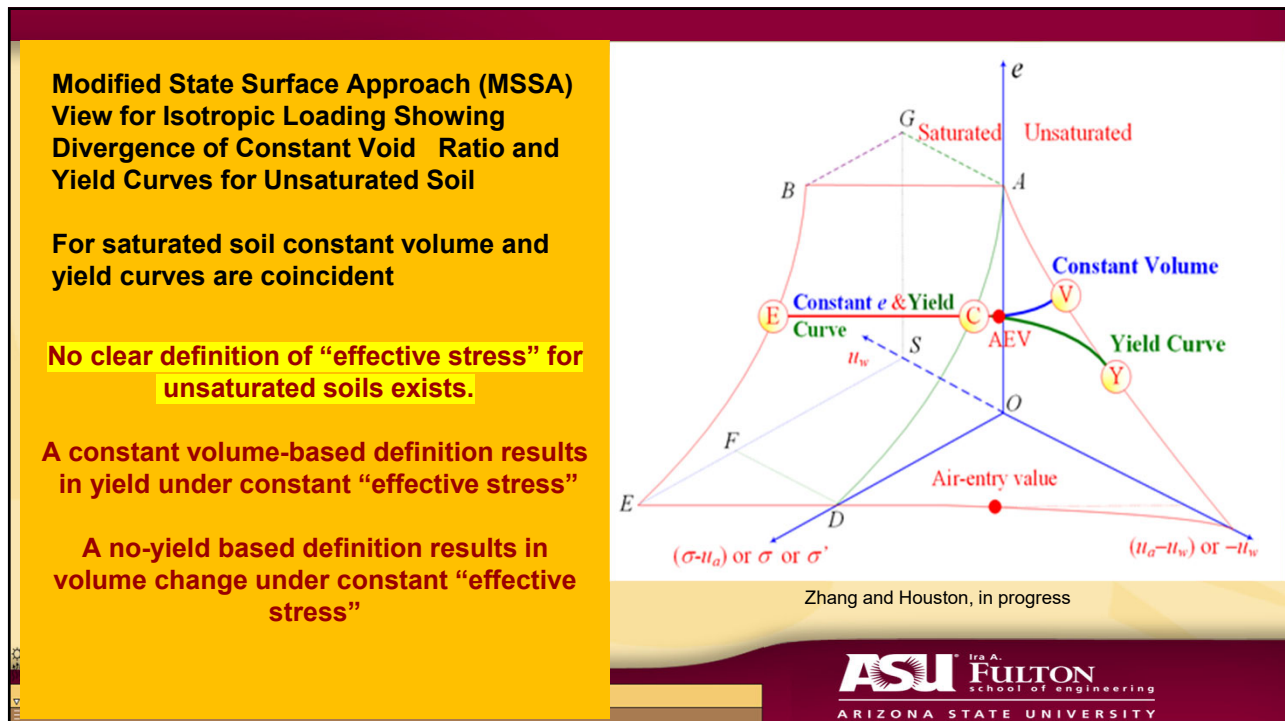 Modified State Surface Approach (MSSA)
View for Isotropic Loading Showing
Divergence of Constant Void Ratio and
Yield Curves for Unsaturated Soil
For saturated soil constant volume and
yield curves are coincident
No clear definition of “effective stress” for
unsaturated soils exists.
A constant volume-based definition results
in yield under constant “effective stress”
A no-yield based definition results in
volume change under constant “effective
stress”
e
G
Saturated
Unsaturated
B
A
Constant Volume
V
E
Constant e &Yield
Curve
C
AEV
Yield Curve
Y
S
u_w
O
F
Air-entry value
E
D
(σ-u_a) or σ or σ’
(u_a–u_w) or –u_w
Zhang and Houston, in progress
ASU
Ira A.
FULTON
school of engineering
ARIZONA STATE UNIVERSITY